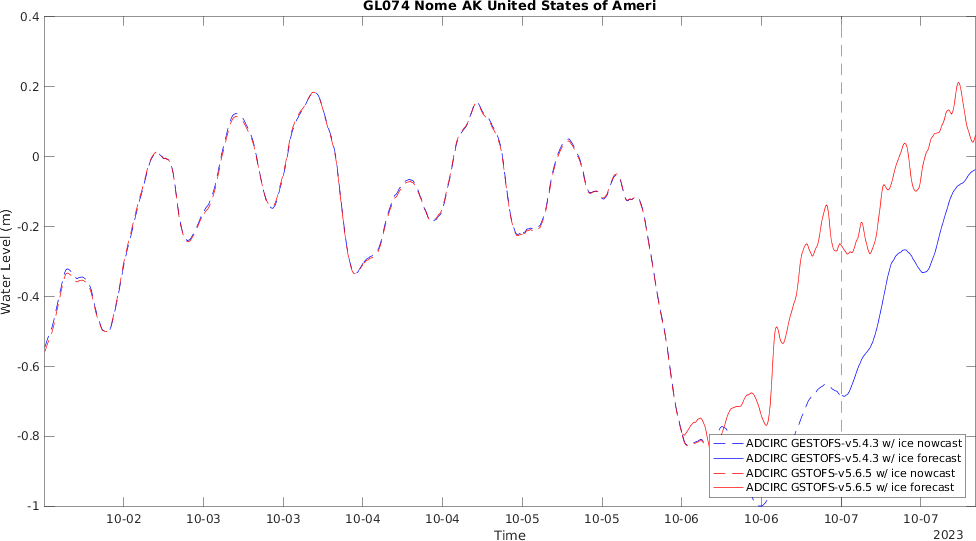 GL074 Nome AK United States of Ameri
0.4
0.2
0
-0.2
-0.4
-0.6
-0.8
-1
Water Level (m)
ADCIRC GESTOFS-v5.4.3 w/ ice nowcast
ADCIRC GESTOFS-v5.4.3 w/ ice forecast
ADCIRC GSTOFS-v5.6.5 w/ ice nowcast
ADCIRC GSTOFS-v5.6.5 w/ ice forecast
10-02 10-03 10-03 10-04 10-04 10-05 10-05 10-06 10-06 10-07 10-07
Time
2023